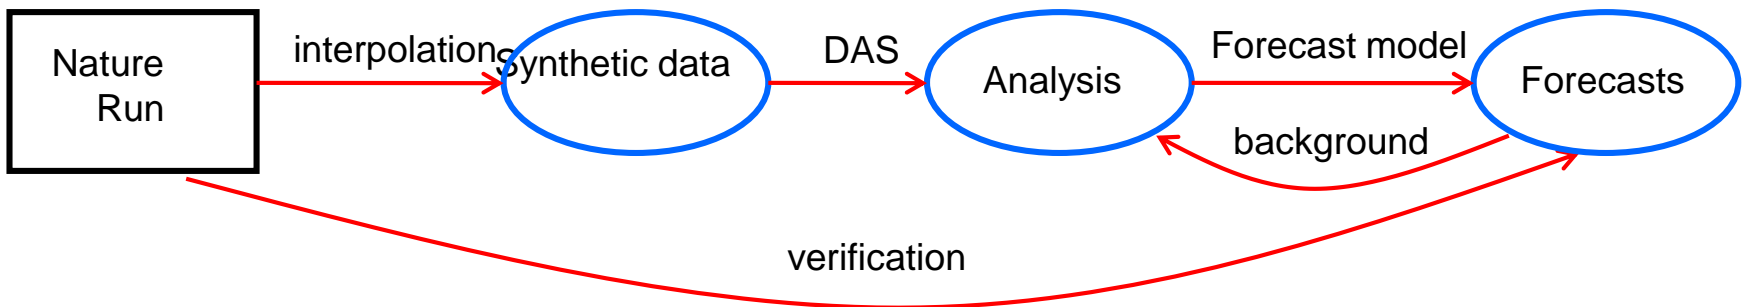 Nature
Run
interpolation
Synthetic data
DAS
Analysis
Forecast model
Forecasts
background
verification